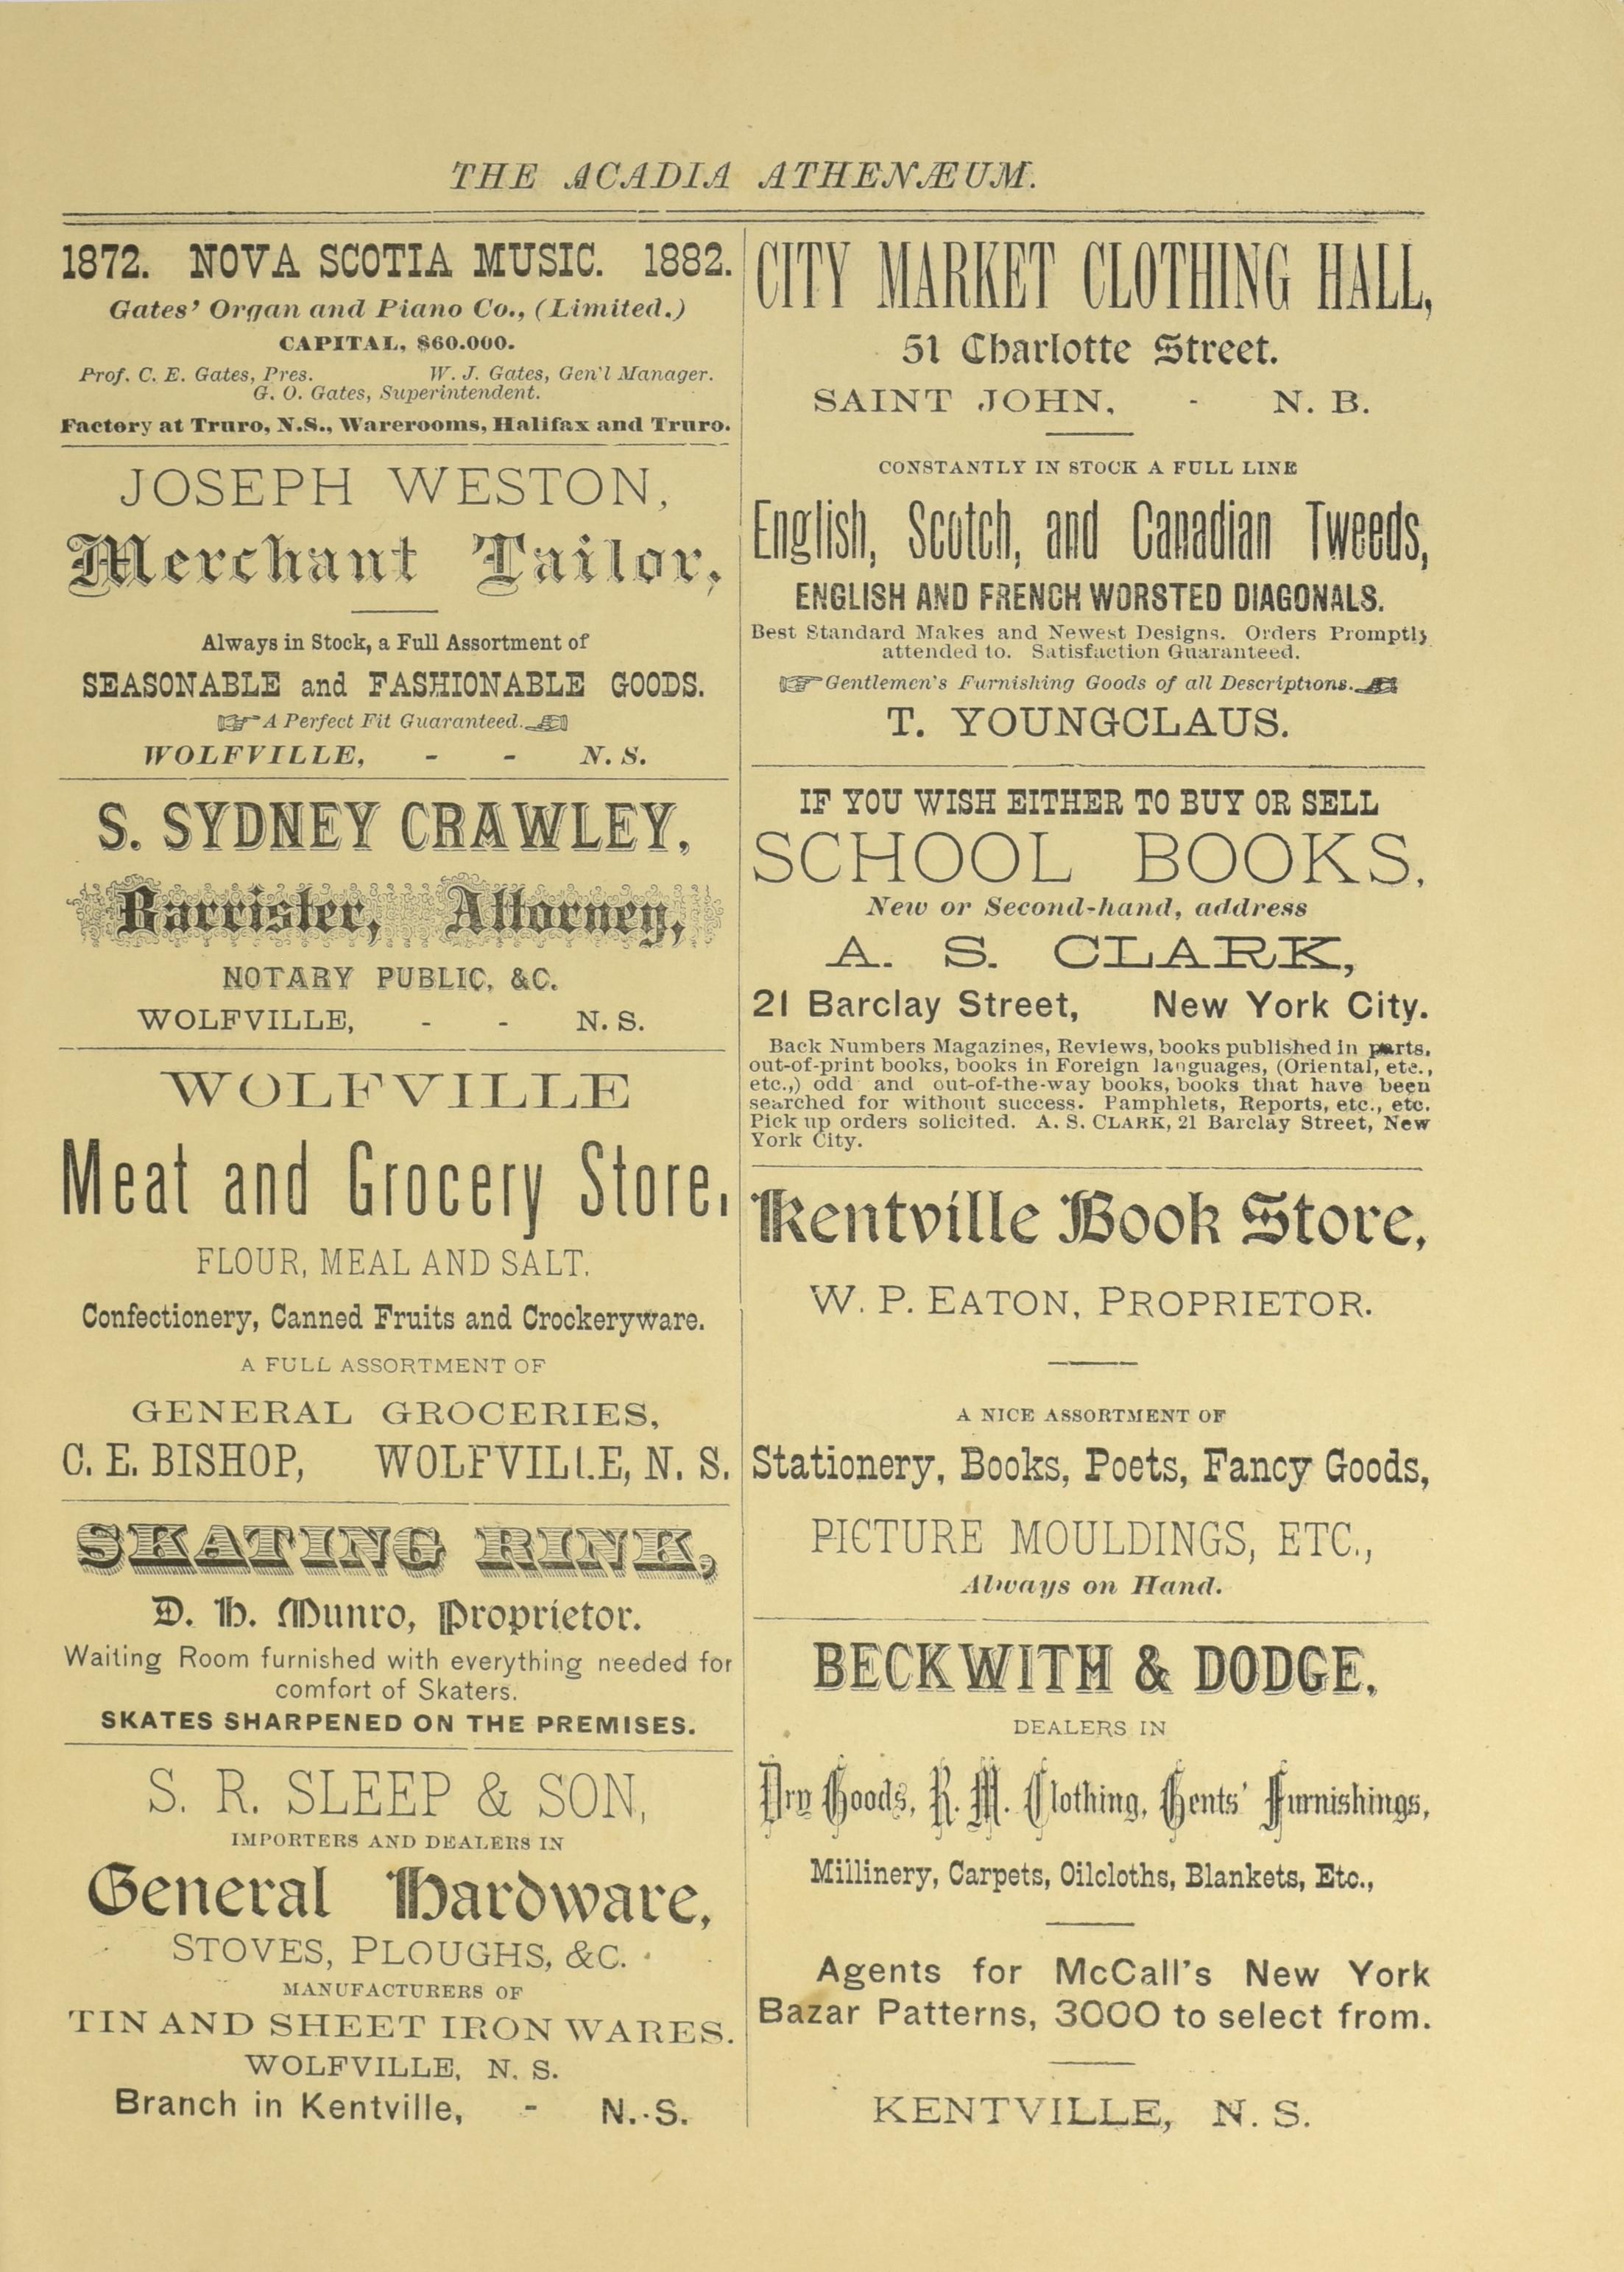 THE ACADIA ATHENÆUM.
1872. NOVA SCOTIA MUSIC. 1882.
Gates' Organ and Piano Co., (Limited.)
CAPITAL, $60.000.
Prof. C. E. Gates, Pres. W. J. Gates, Gen'l Manager.
G. O. Gates, Superintendent.
Factory at Truro, N.S., Warerooms, Halifax and Truro.
JOSEPH WESTON,
Merchant Tailor,
Always in Stock, a Full Assortment of
SEASONABLE and FASHIONABLE GOODS.
☞ A Perfect Fit Guaranteed. ☜
WOLFVILLE, - - N. S.
S. SYDNEY CRAWLEY,
Barrister, Attorney,
NOTARY PUBLIC, &C.
WOLFVILLE, - - N. S.
WOLFVILLE
Meat and Grocery Store,
FLOUR, MEAL AND SALT.
Confectionery, Canned Fruits and Crockeryware.
A FULL ASSORTMENT OF
GENERAL GROCERIES,
C. E. BISHOP, WOLFVILLE, N. S.
SKATING RINK,
D. H. Munro, Proprietor.
Waiting Room furnished with everything needed for
comfort of Skaters.
SKATES SHARPENED ON THE PREMISES.
S. R. SLEEP & SON,
IMPORTERS AND DEALERS IN
General Hardware,
STOVES, PLOUGHS, &C.
MANUFACTURERS OF
TIN AND SHEET IRON WARES.
WOLFVILLE, N. S.
Branch in Kentville, - N. S.
CITY MARKET CLOTHING HALL,
51 Charlotte Street.
SAINT JOHN, - N. B.
CONSTANTLY IN STOCK A FULL LINE
English, Scotch, and Canadian Tweeds,
ENGLISH AND FRENCH WORSTED DIAGONALS.
Best Standard Makes and Newest Designs. Orders Promptly
attended to. Satisfaction Guaranteed.
☞ Gentlemen's Furnishing Goods of all Descriptions. ☜
T. YOUNGCLAUS.
IF YOU WISH EITHER TO BUY OR SELL
SCHOOL BOOKS,
New or Second-hand, address
A. S. CLARK,
21 Barclay Street, New York City.
Back Numbers Magazines, Reviews, books published in parts,
out-of-print books, books in Foreign languages, (Oriental, etc.,
etc.,) odd and out-of-the-way books, books that have been
searched for without success. Pamphlets, Reports, etc., etc.
Pick up orders solicited. A. S. CLARK, 21 Barclay Street, New
York City.
Kentville Book Store,
W. P. EATON, PROPRIETOR.
A NICE ASSORTMENT OF
Stationery, Books, Poets, Fancy Goods,
PICTURE MOULDINGS, ETC.,
Always on Hand.
BECKWITH & DODGE,
DEALERS IN
Dry Goods, R. M. Clothing, Gents' Furnishings,
Millinery, Carpets, Oilcloths, Blankets, Etc.,
Agents for McCall's New York
Bazar Patterns, 3000 to select from.
KENTVILLE, N. S.